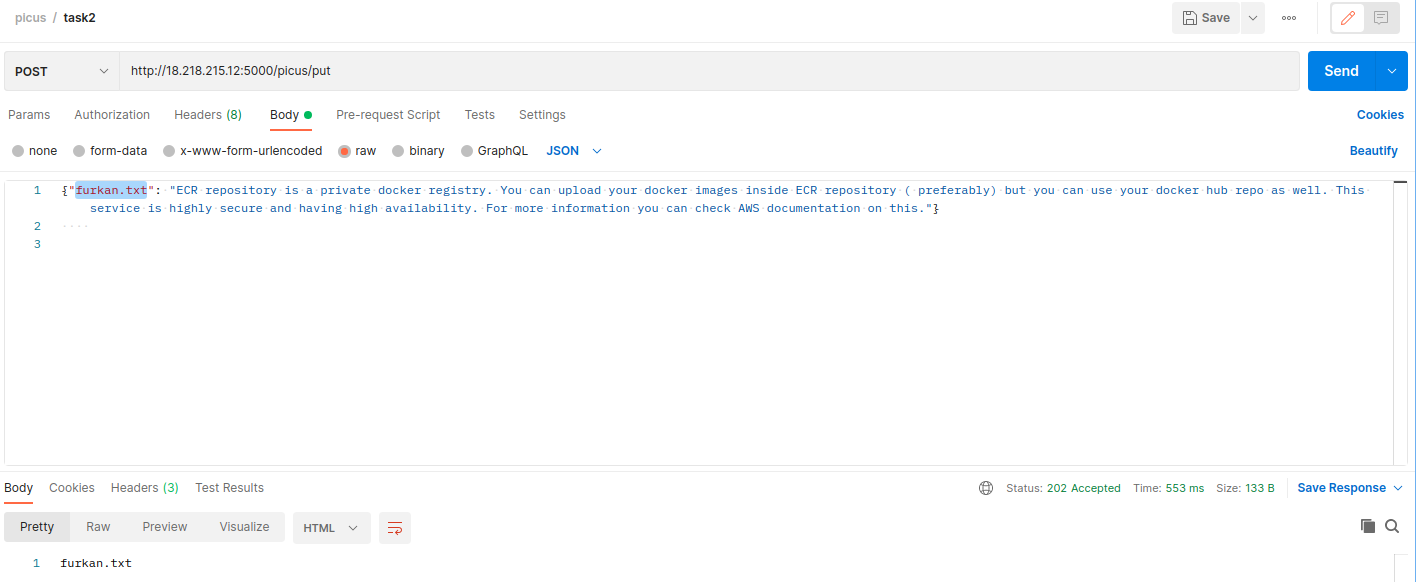 picus / task2
Save
POST
http://18.218.215.12:5000/picus/put
Send
Params Authorization Headers (8) Body Pre-request Script Tests Settings Cookies
none form-data x-www-form-urlencoded raw binary GraphQL JSON Beautify
1 {"furkan.txt": "ECR repository is a private docker registry. You can upload your docker images inside ECR repository ( preferably) but you can use your docker hub repo as well. This
service is highly secure and having high availability. For more information you can check AWS documentation on this."}
2
3
Body Cookies Headers (3) Test Results Status: 202 Accepted Time: 553 ms Size: 133 B Save Response
Pretty Raw Preview Visualize HTML
1 furkan.txt